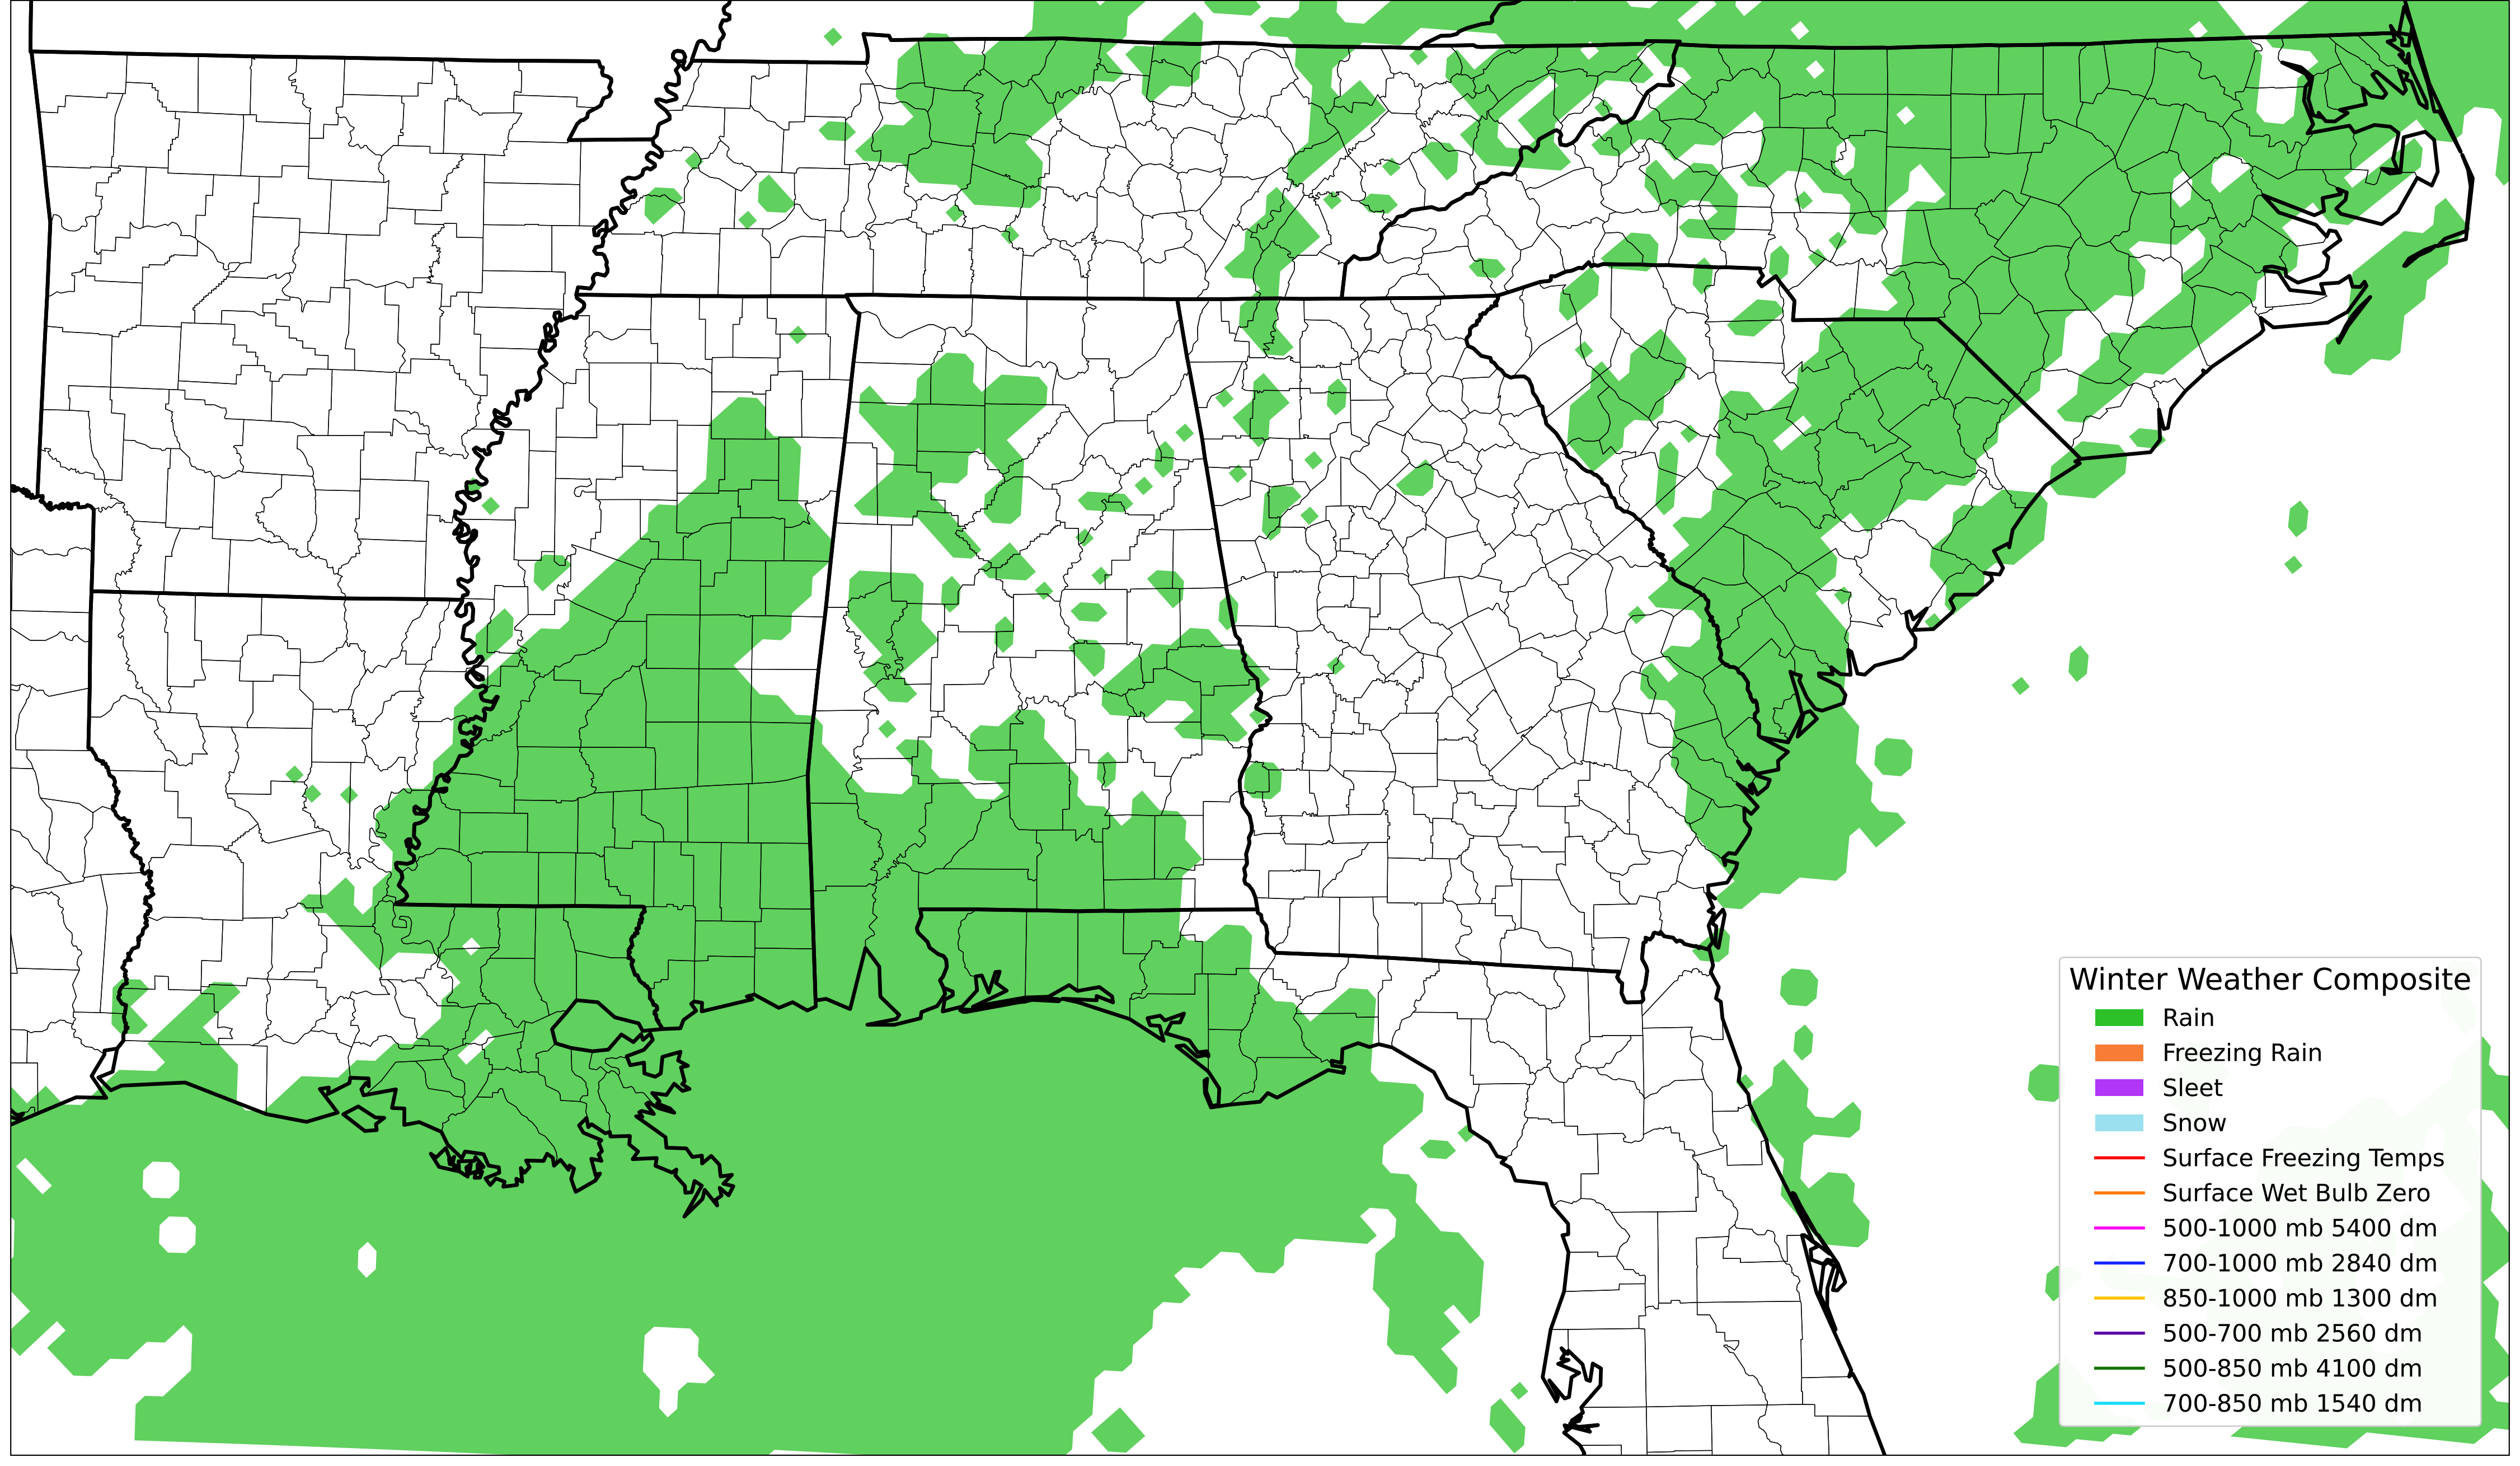 Winter Weather Composite
Rain
Freezing Rain
Sleet
Snow
Surface Freezing Temps
Surface Wet Bulb Zero
500-1000 mb 5400 dm
700-1000 mb 2840 dm
850-1000 mb 1300 dm
500-700 mb 2560 dm
500-850 mb 4100 dm
700-850 mb 1540 dm